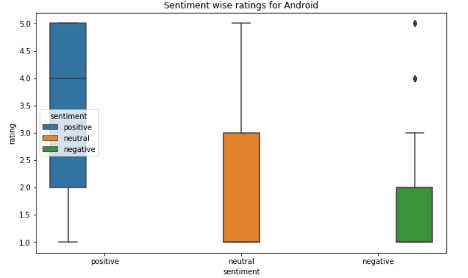 Sentiment wise ratings for Android
5.0
4.5
4.0
3.5
3.0
2.5
2.0
1.5
1.0
rating
sentiment
positive
neutral
negative
positive neutral negative
sentiment